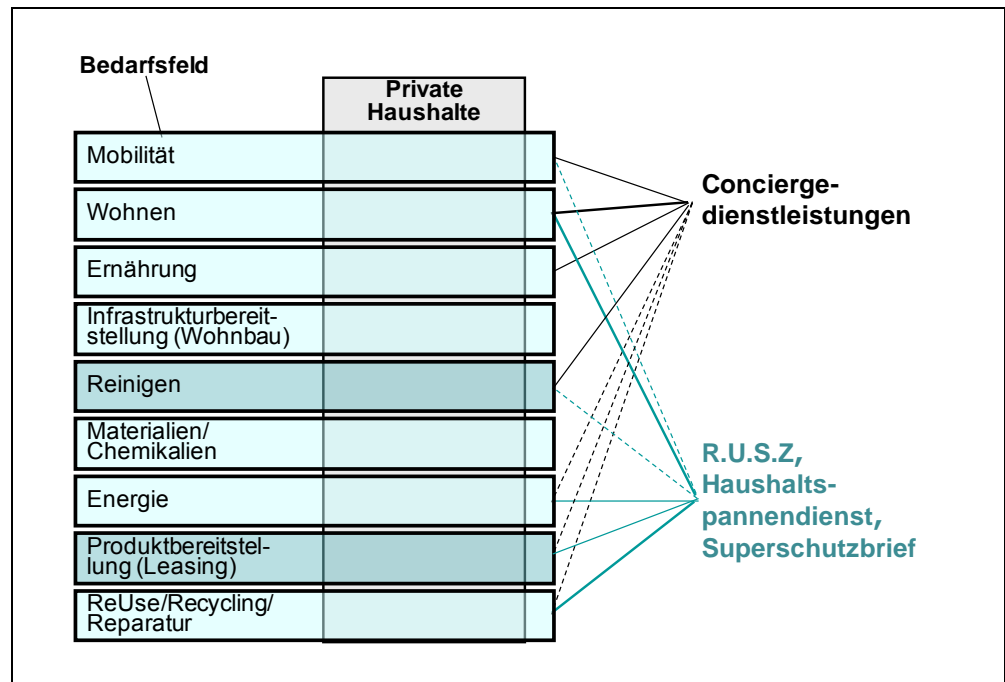 Bedarfsfeld
Private
Haushalte
Mobilität
Wohnen
Ernährung
Infrastrukturbereit-
stellung (Wohnbau)
Reinigen
Materialien/
Chemikalien
Energie
Produktbereitstel-
lung (Leasing)
ReUse/Recycling/
Reparatur
Concierge-
dienstleistungen
R.U.S.Z,
Haushalts-
pannendienst,
Superschutzbrief